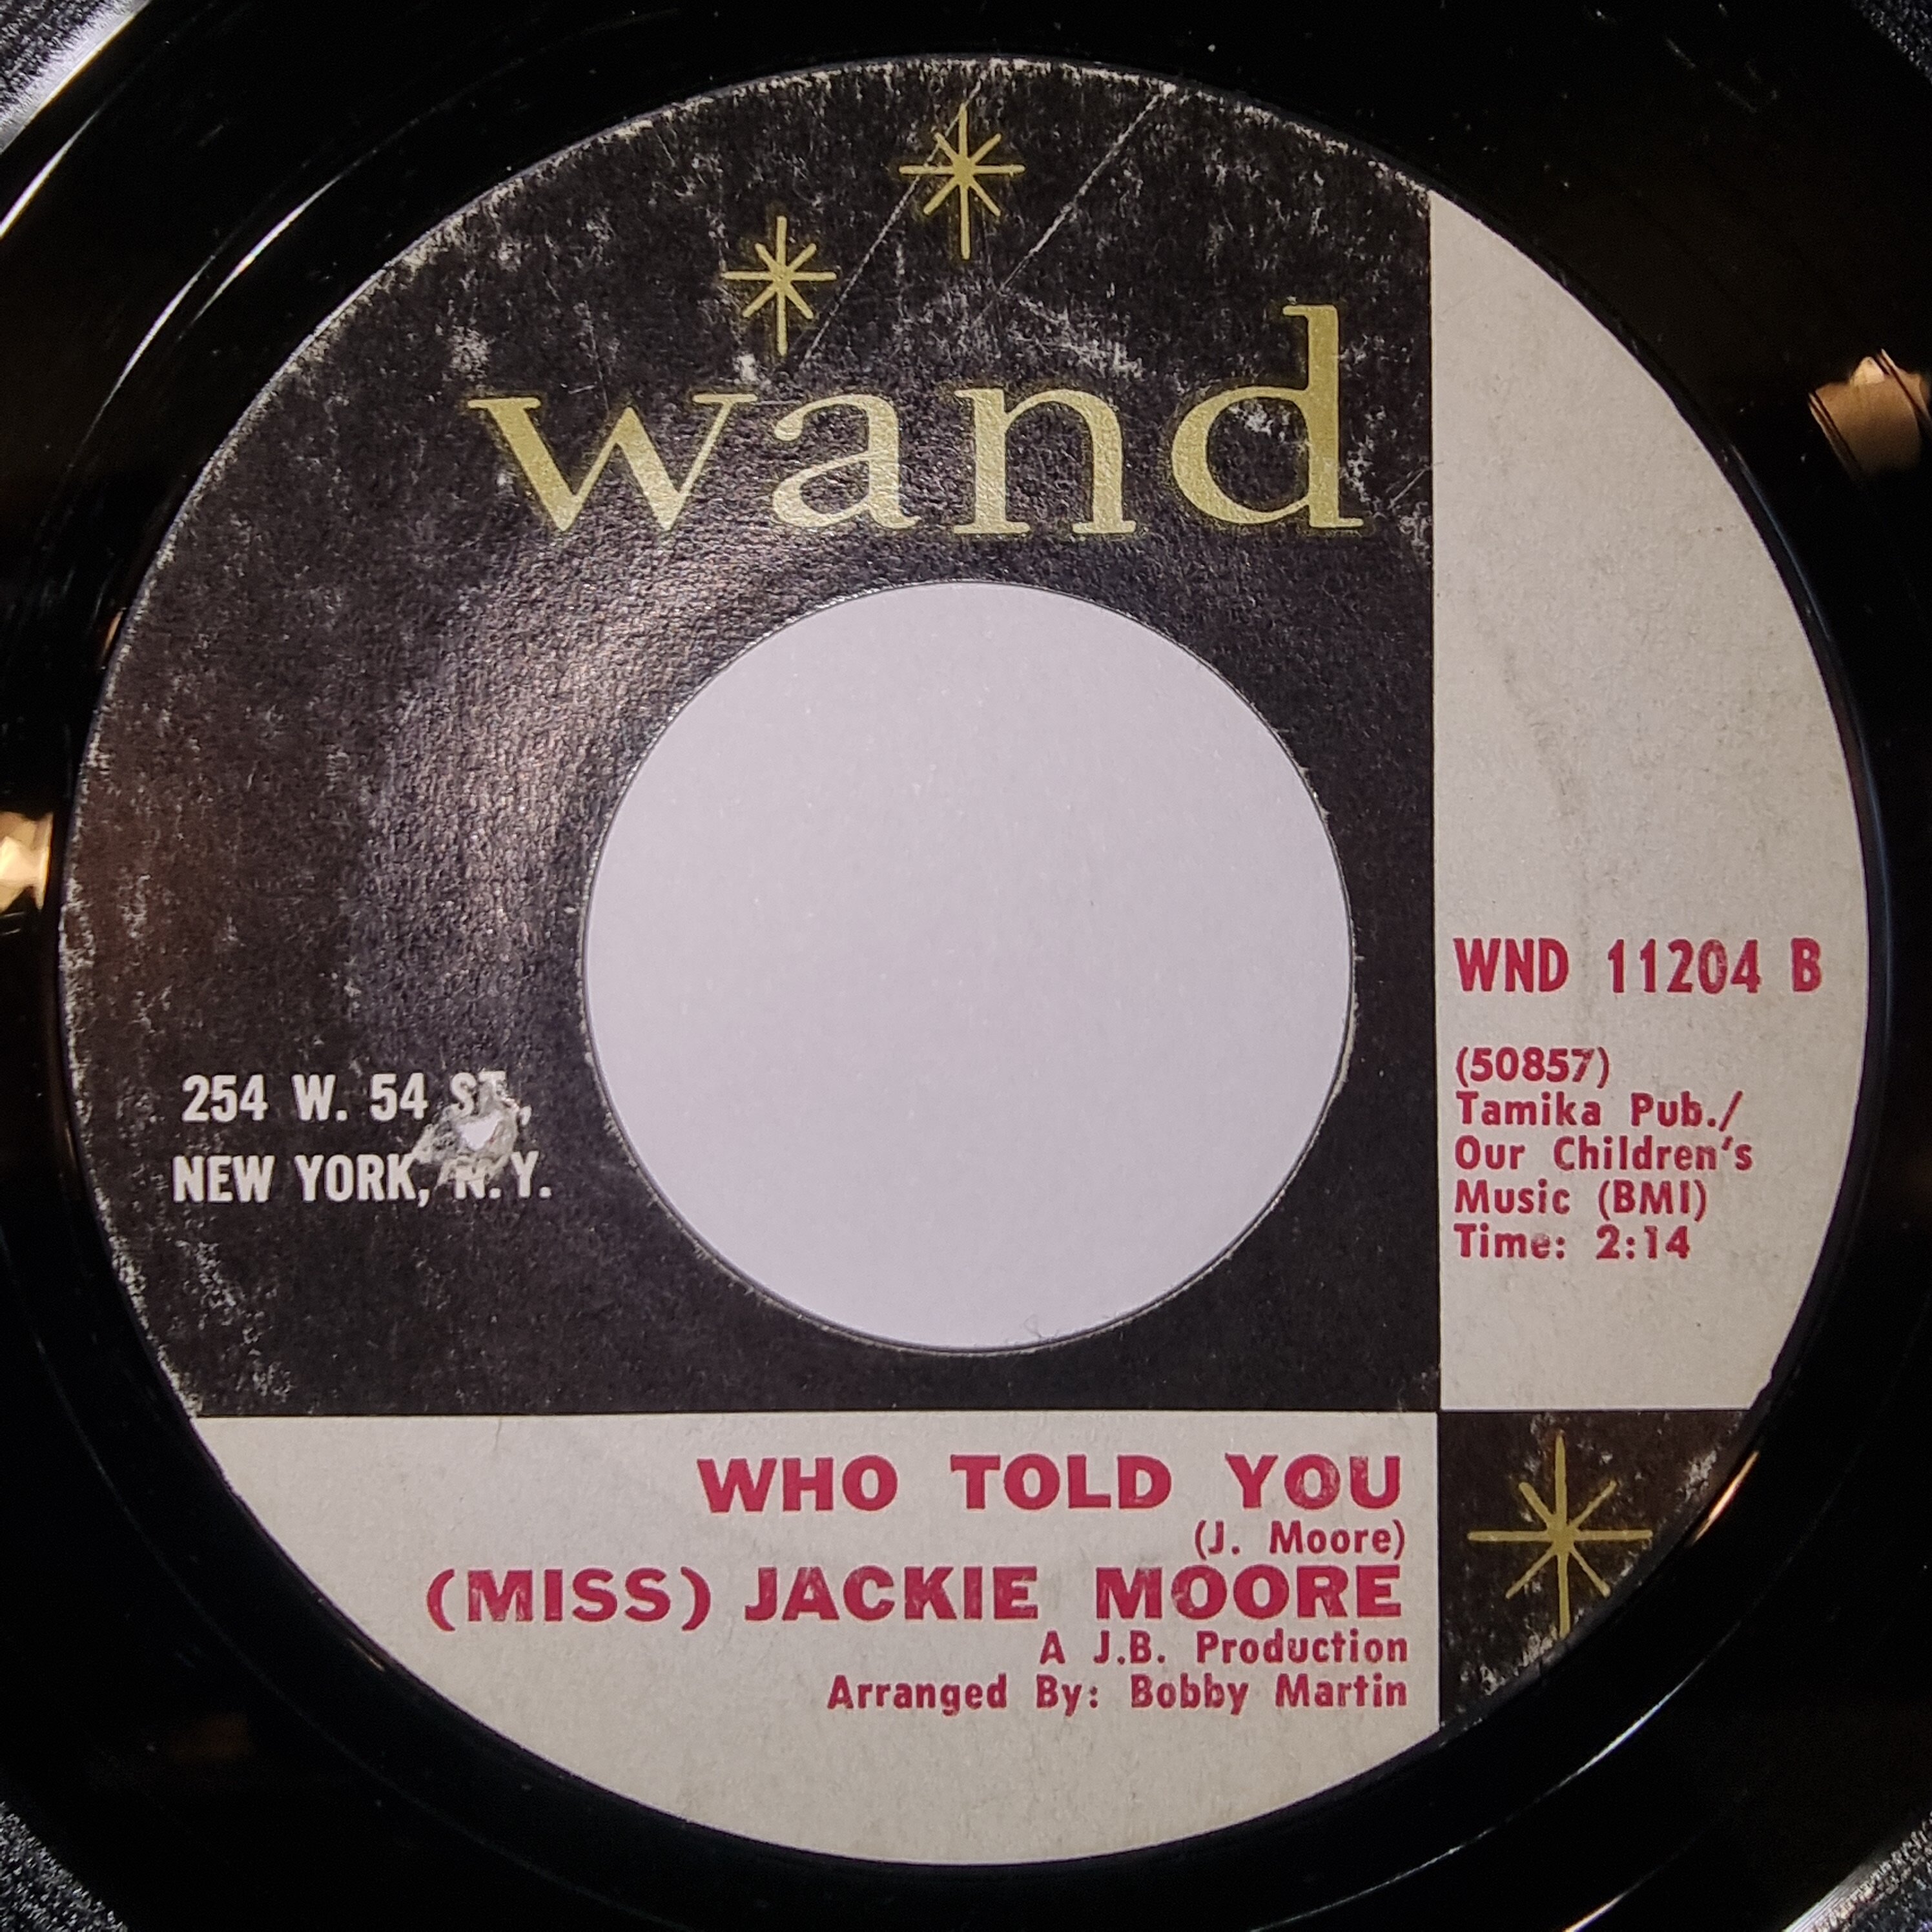 wand
254 W. 54 ST.,
NEW YORK, N.Y.
WND 11204 B
(50857)
Tamika Pub./
Our Children's
Music (BMI)
Time: 2:14
WHO TOLD YOU
(J. Moore)
(MISS) JACKIE MOORE
A J.B. Production
Arranged By: Bobby Martin